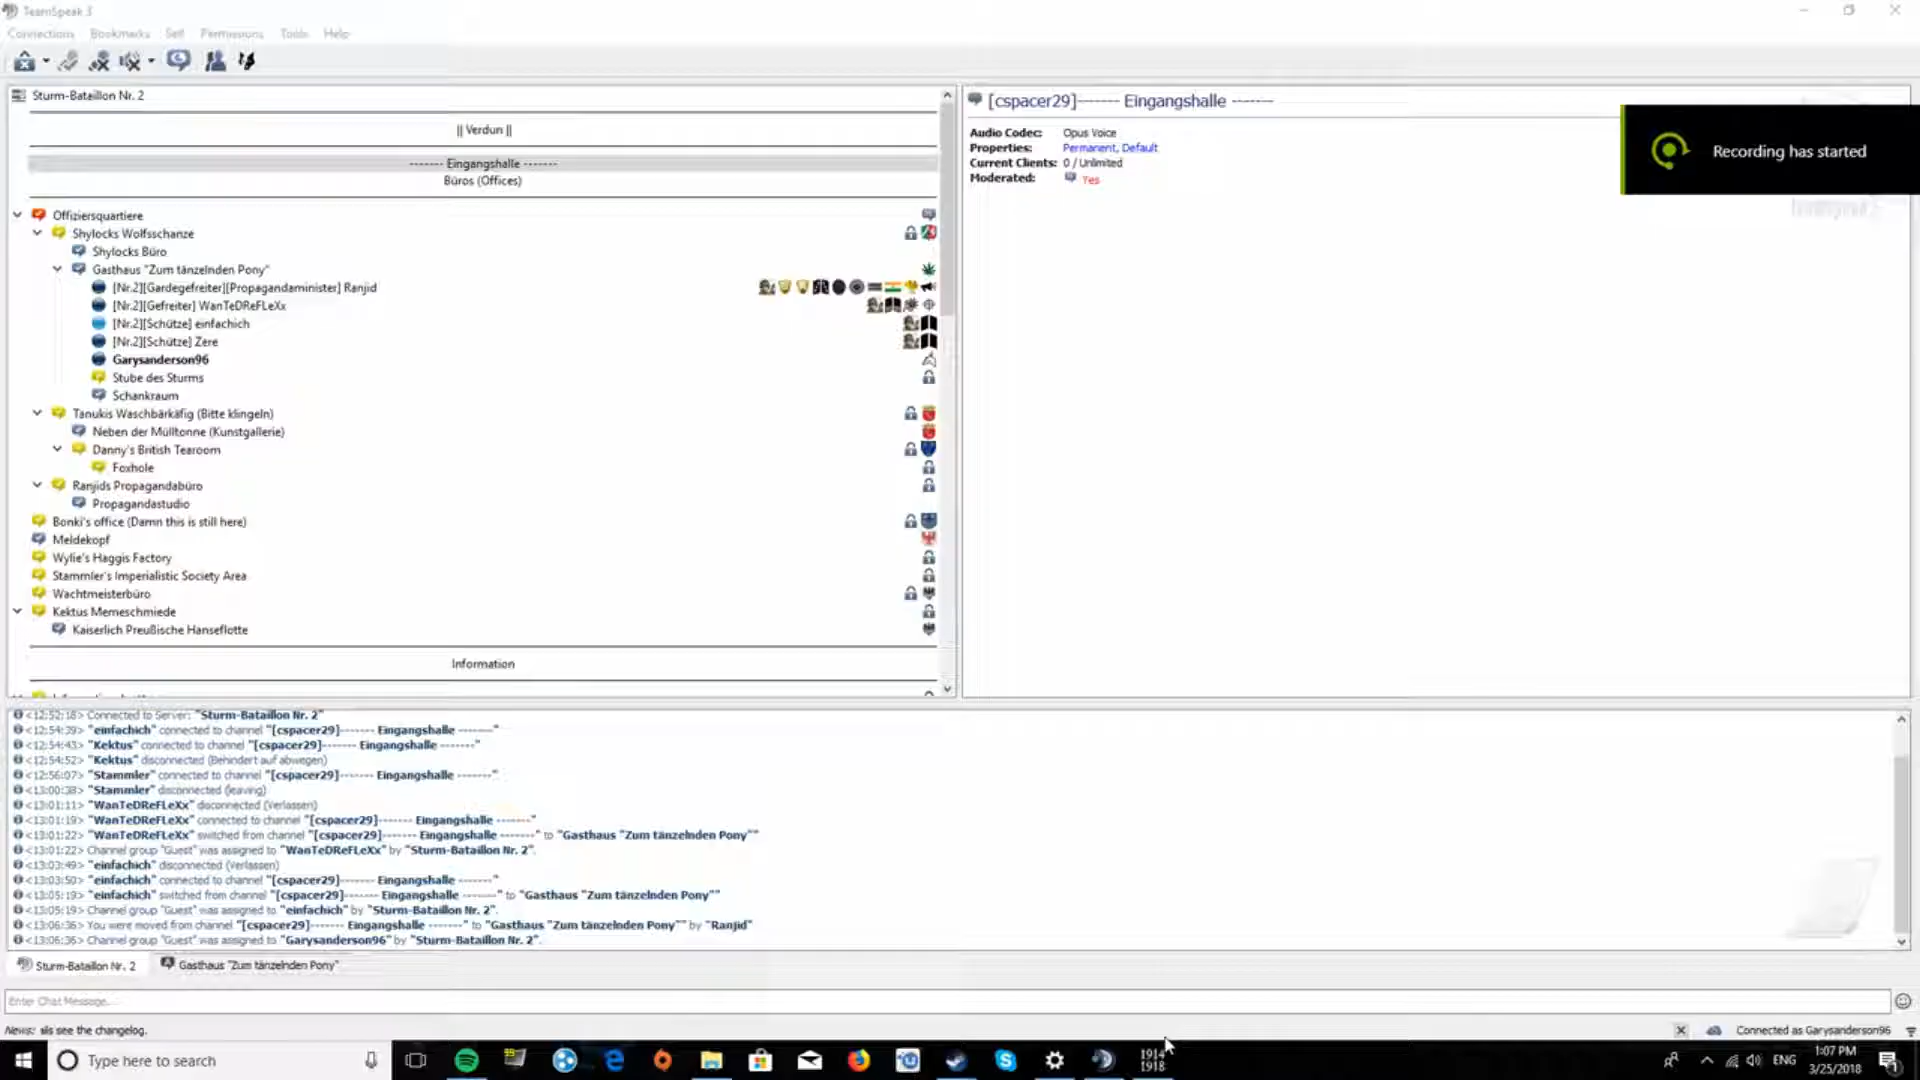 TeamSpeak 3
Connections Bookmarks Self Permissions Tools Help
Sturm-Bataillon Nr. 2
|| Verdun ||
------- Eingangshalle -------
Büros (Offices)
Offiziersquartiere
Shylocks Wolfsschanze
Shylocks Büro
Gasthaus "Zum tänzelnden Pony"
[Nr.2][Gardegefreiter][Propagandaminister] Ranjid
[Nr.2][Gefreiter] WanTeDReFLeXx
[Nr.2][Schütze] einfachich
[Nr.2][Schütze] Zere
Garysanderson96
Stube des Sturms
Schankraum
Tanukis Waschbärkäfig (Bitte klingeln)
Neben der Mülltonne (Kunstgallerie)
Danny's British Tearoom
Foxhole
Ranjids Propagandabüro
Propagandastudio
Bonki's office (Damn this is still here)
Meldekopf
Wylie's Haggis Factory
Stammler's Imperialistic Society Area
Wachtmeisterbüro
Kektus Memeschmiede
Kaiserlich Preußische Hanseflotte
Information
[cspacer29]------- Eingangshalle -------
Audio Codec: Opus Voice
Properties: Permanent, Default
Current Clients: 0 / Unlimited
Moderated: Yes
Recording has started
<12:52:18> Connected to Server: "Sturm-Bataillon Nr. 2"
<12:54:39> "einfachich" connected to channel "[cspacer29]------- Eingangshalle -------"
<12:54:43> "Kektus" connected to channel "[cspacer29]------- Eingangshalle -------"
<12:54:52> "Kektus" disconnected (Behindert auf abwegen)
<12:56:07> "Stammler" connected to channel "[cspacer29]------- Eingangshalle -------"
<13:00:38> "Stammler" disconnected (leaving)
<13:01:11> "WanTeDReFLeXx" disconnected (Verlassen)
<13:01:19> "WanTeDReFLeXx" connected to channel "[cspacer29]------- Eingangshalle -------"
<13:01:22> "WanTeDReFLeXx" switched from channel "[cspacer29]------- Eingangshalle -------" to "Gasthaus "Zum tänzelnden Pony""
<13:01:22> Channel group "Guest" was assigned to "WanTeDReFLeXx" by "Sturm-Bataillon Nr. 2".
<13:03:49> "einfachich" disconnected (Verlassen)
<13:03:50> "einfachich" connected to channel "[cspacer29]------- Eingangshalle -------"
<13:05:19> "einfachich" switched from channel "[cspacer29]------- Eingangshalle -------" to "Gasthaus "Zum tänzelnden Pony""
<13:05:19> Channel group "Guest" was assigned to "einfachich" by "Sturm-Bataillon Nr. 2".
<13:06:36> You were moved from channel "[cspacer29]------- Eingangshalle -------" to "Gasthaus "Zum tänzelnden Pony"" by "Ranjid"
<13:06:36> Channel group "Guest" was assigned to "Garysanderson96" by "Sturm-Bataillon Nr. 2".
Sturm-Bataillon Nr. 2 Gasthaus "Zum tänzelnden Pony"
Enter Chat Message...
News: sls see the changelog.
Connected as Garysanderson96
Type here to search
1914
1918
ENG
1:07 PM
3/25/2018